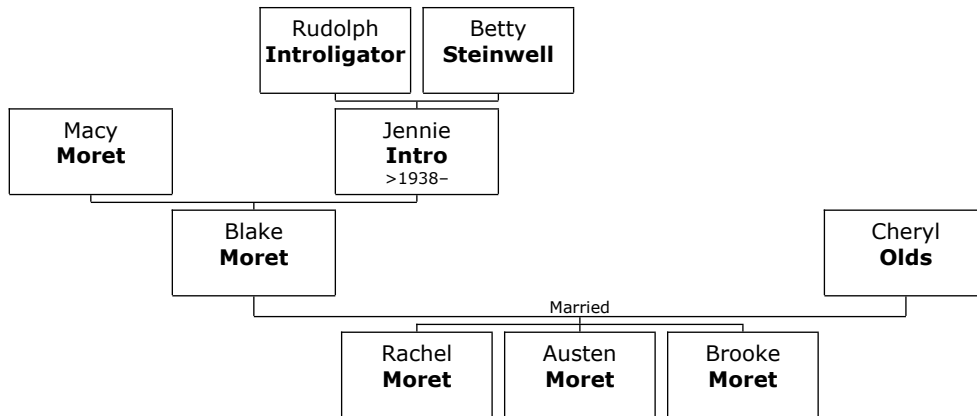 Rudolph
Introligator
Betty
Steinwell
Macy
Moret
Jennie
Intro
>1938–
Blake
Moret
Cheryl
Olds
Married
Rachel
Moret
Austen
Moret
Brooke
Moret